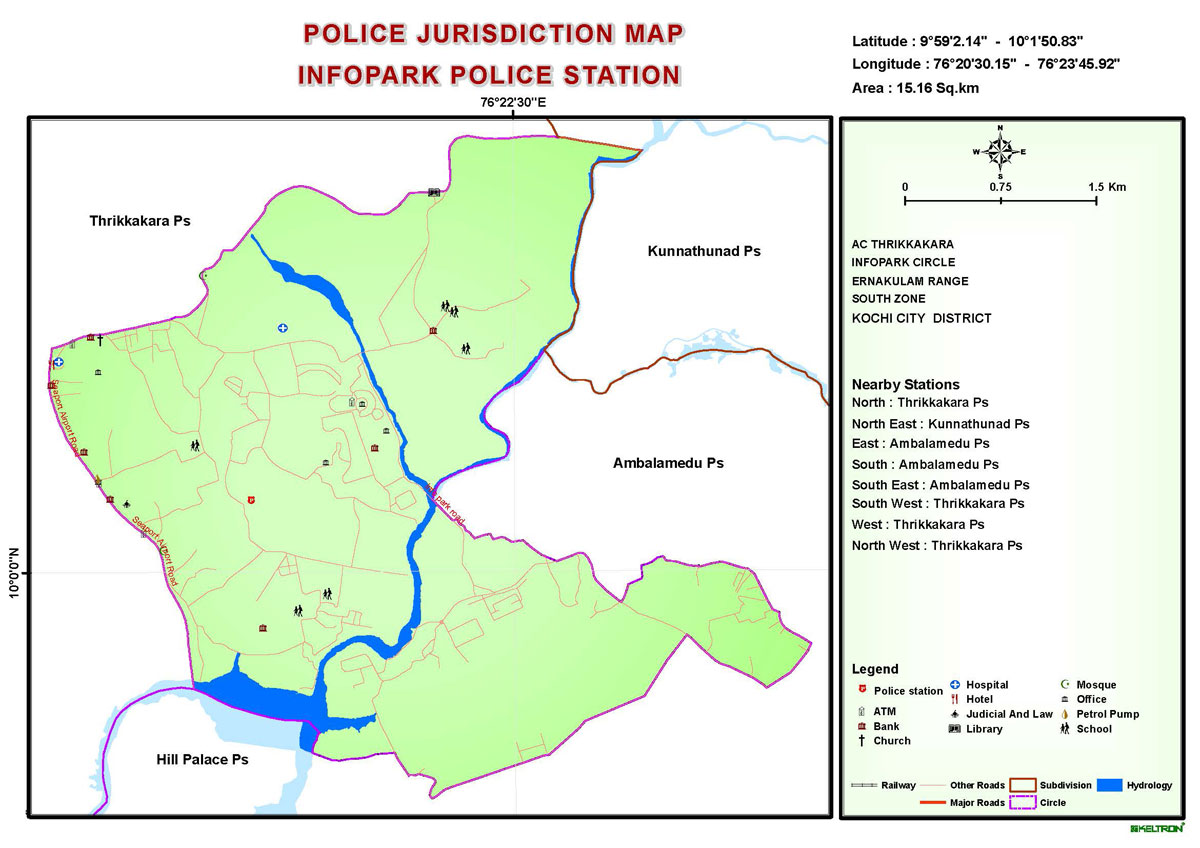 POLICE JURISDICTION MAP
INFOPARK POLICE STATION
Latitude : 9°59'2.14" - 10°1'50.83"
Longitude : 76°20'30.15" - 76°23'45.92"
Area : 15.16 Sq.km
76°22'30"E
10°0'0"N
Thrikkakara Ps
Kunnathunad Ps
Ambalamedu Ps
Hill Palace Ps
Seaport Airport Road
Seaport Airport Road
park road
N
W E
S
0 0.75 1.5 Km
AC THRIKKAKARA
INFOPARK CIRCLE
ERNAKULAM RANGE
SOUTH ZONE
KOCHI CITY DISTRICT
Nearby Stations
North : Thrikkakara Ps
North East : Kunnathunad Ps
East : Ambalamedu Ps
South : Ambalamedu Ps
South East : Ambalamedu Ps
South West : Thrikkakara Ps
West : Thrikkakara Ps
North West : Thrikkakara Ps
Legend
Police station
ATM
Bank
Church
Hospital
Hotel
Judicial And Law
Library
Mosque
Office
Petrol Pump
School
Railway
Other Roads
Subdivision
Hydrology
Major Roads
Circle
KELTRON